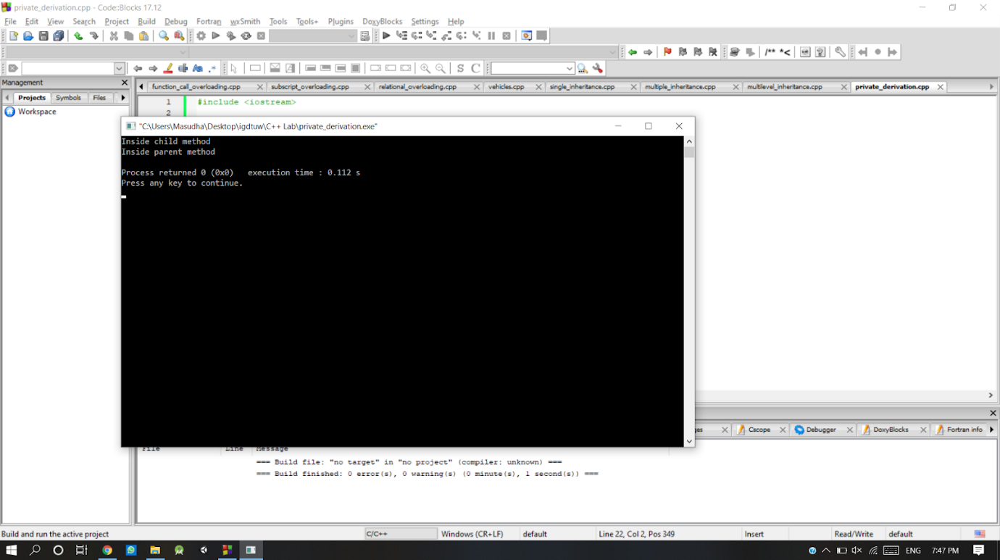 private_derivation.cpp - Code::Blocks 17.12
File Edit View Search Project Build Debug Fortran wxSmith Tools Tools+ Plugins DoxyBlocks Settings Help
/** *<
S C
Management
function_call_overloading.cpp subscript_overloading.cpp relational_overloading.cpp vehicles.cpp single_inheritance.cpp multiple_inheritance.cpp multilevel_inheritance.cpp private_derivation.cpp
Projects Symbols Files
Workspace
1 #include <iostream>
2
"C:\Users\Masudha\Desktop\igdtuw\C++ Lab\private_derivation.exe"
Inside child method
Inside parent method
Process returned 0 (0x0) execution time : 0.112 s
Press any key to continue.
ges Cscope Debugger DoxyBlocks Fortran info
File Line Message
=== Build file: "no target" in "no project" (compiler: unknown) ===
=== Build finished: 0 error(s), 0 warning(s) (0 minute(s), 1 second(s)) ===
Build and run the active project C/C++ Windows (CR+LF) default Line 22, Col 2, Pos 349 Insert Read/Write default
ENG 7:47 PM